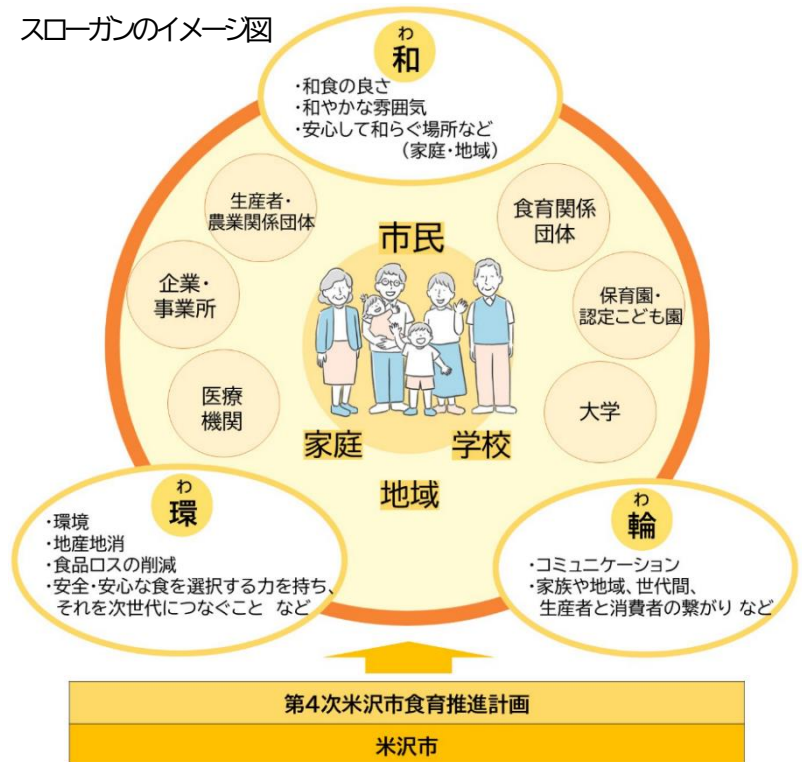 スローガンのイメージ図
わ
和
・和食の良さ
・和やかな雰囲気
・安心して和らぐ場所など
（家庭・地域）
生産者・
農業関係団体
食育関係
団体
市民
企業・
事業所
保育園・
認定こども園
医療
機関
大学
家庭
学校
地域
わ
環
・環境
・地産地消
・食品ロスの削減
・安全・安心な食を選択する力を持ち、
それを次世代につなぐこと など
わ
輪
・コミュニケーション
・家族や地域、世代間、
生産者と消費者の繋がり など
第4次米沢市食育推進計画
米沢市